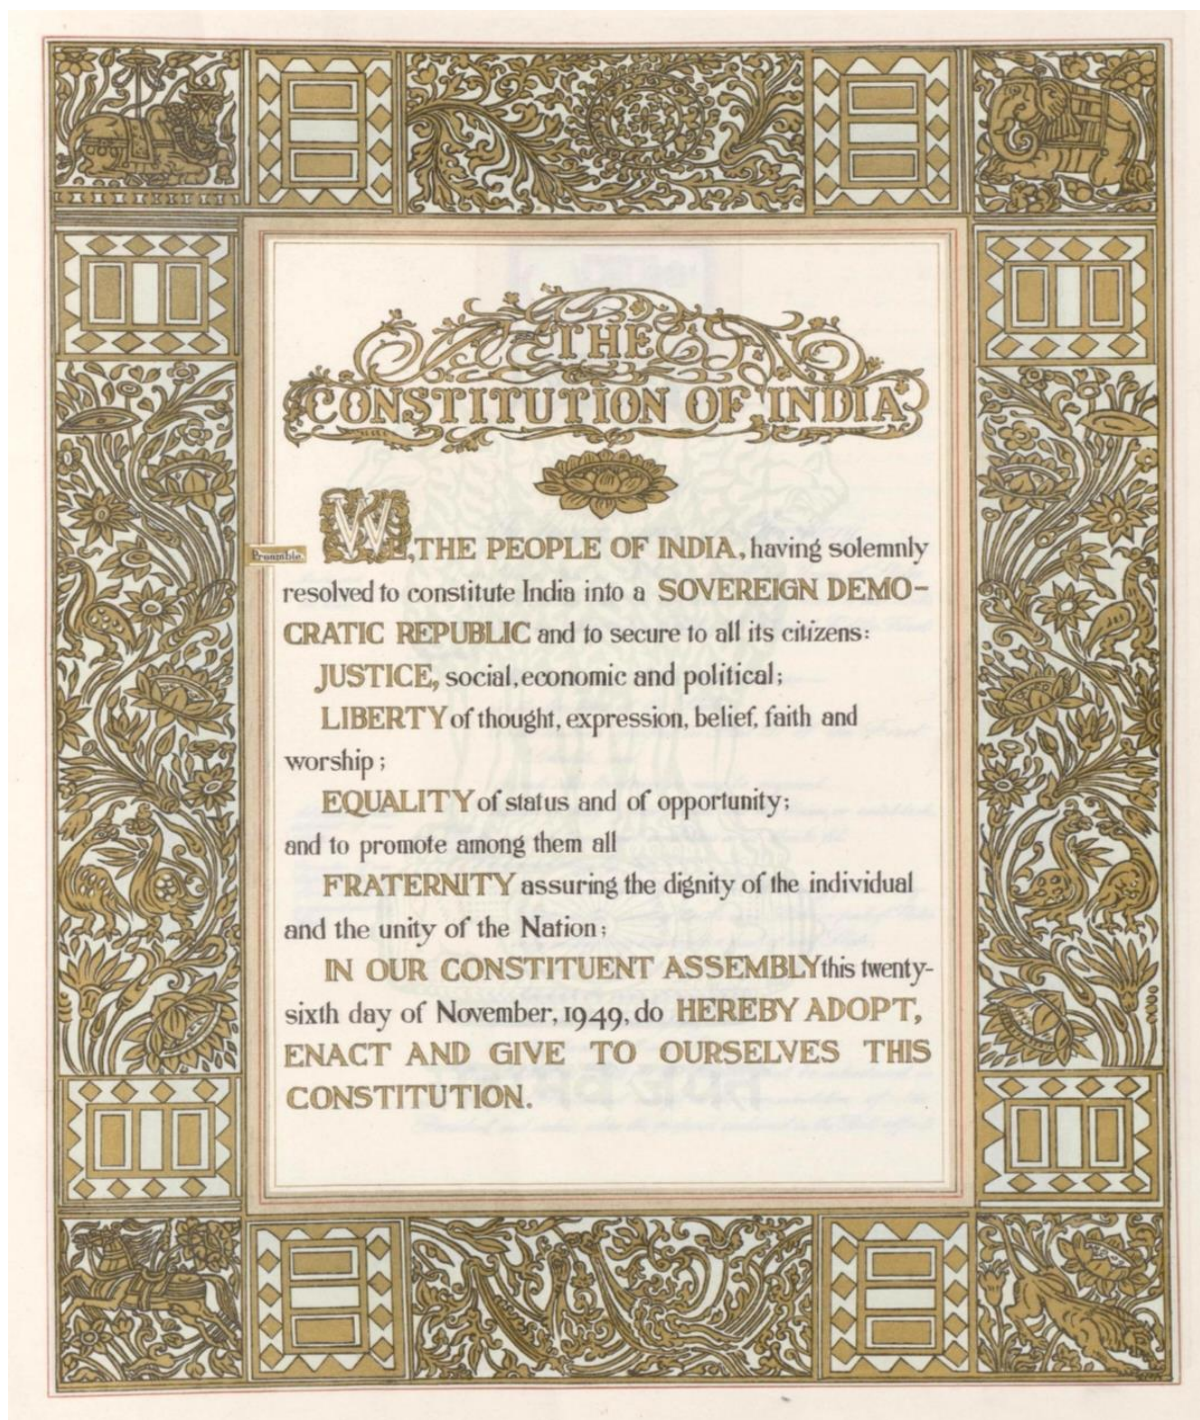 THE
CONSTITUTION OF INDIA
Preamble.
WE, THE PEOPLE OF INDIA, having solemnly
resolved to constitute India into a SOVEREIGN DEMO-
CRATIC REPUBLIC and to secure to all its citizens:
JUSTICE, social, economic and political;
LIBERTY of thought, expression, belief, faith and
worship;
EQUALITY of status and of opportunity;
and to promote among them all
FRATERNITY assuring the dignity of the individual
and the unity of the Nation;
IN OUR CONSTITUENT ASSEMBLY this twenty-
sixth day of November, 1949, do HEREBY ADOPT,
ENACT AND GIVE TO OURSELVES THIS
CONSTITUTION.